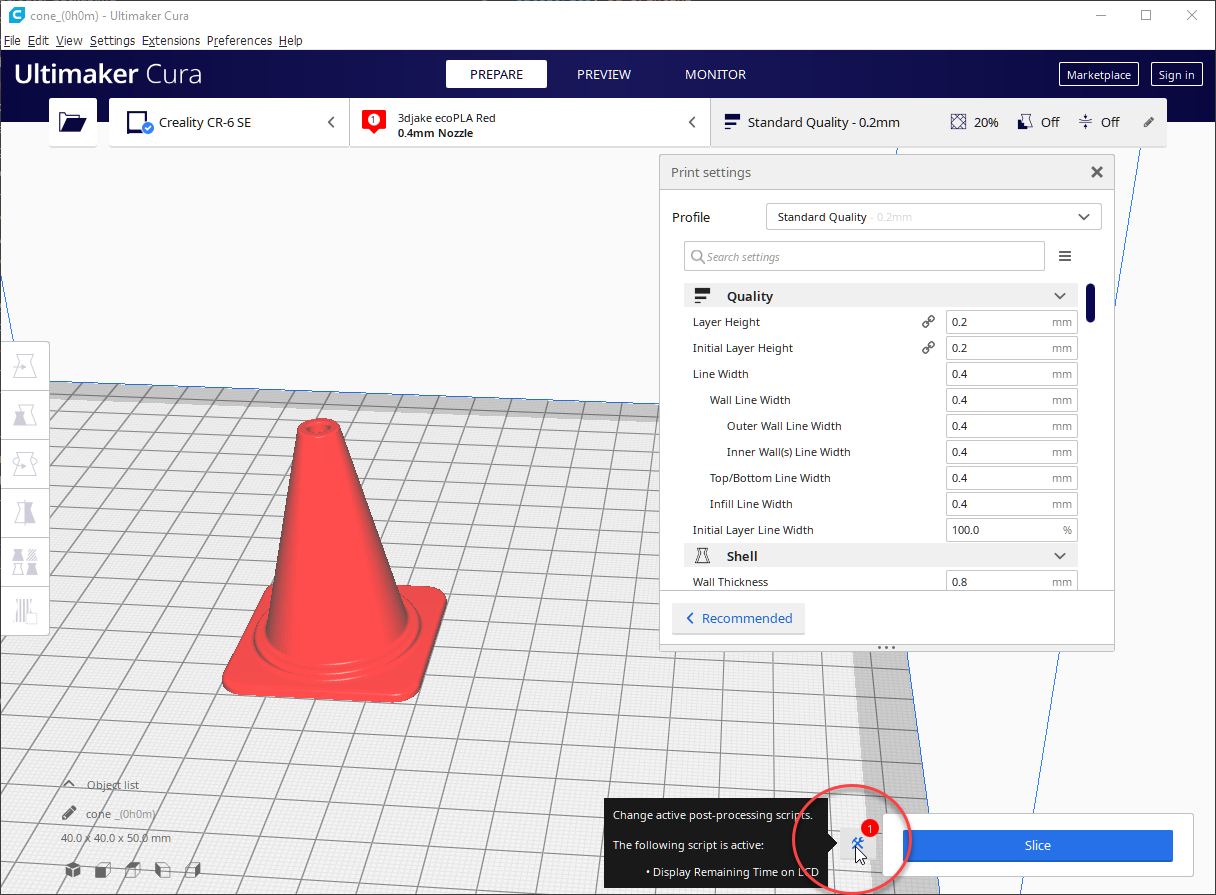 cone_(0h0m) - Ultimaker Cura
File Edit View Settings Extensions Preferences Help
Ultimaker Cura
PREPARE
PREVIEW
MONITOR
Marketplace
Sign in
Creality CR-6 SE
1
3djake ecoPLA Red
0.4mm Nozzle
Standard Quality - 0.2mm
20%
Off
Off
Print settings
Profile
Standard Quality - 0.2mm
Search settings
Quality
Layer Height 0.2 mm
Initial Layer Height 0.2 mm
Line Width 0.4 mm
Wall Line Width 0.4 mm
Outer Wall Line Width 0.4 mm
Inner Wall(s) Line Width 0.4 mm
Top/Bottom Line Width 0.4 mm
Infill Line Width 0.4 mm
Initial Layer Line Width 100.0 %
Shell
Wall Thickness 0.8 mm
Recommended
Object list
cone _(0h0m)
40.0 x 40.0 x 50.0 mm
Change active post-processing scripts.
The following script is active:
• Display Remaining Time on LCD
1
Slice